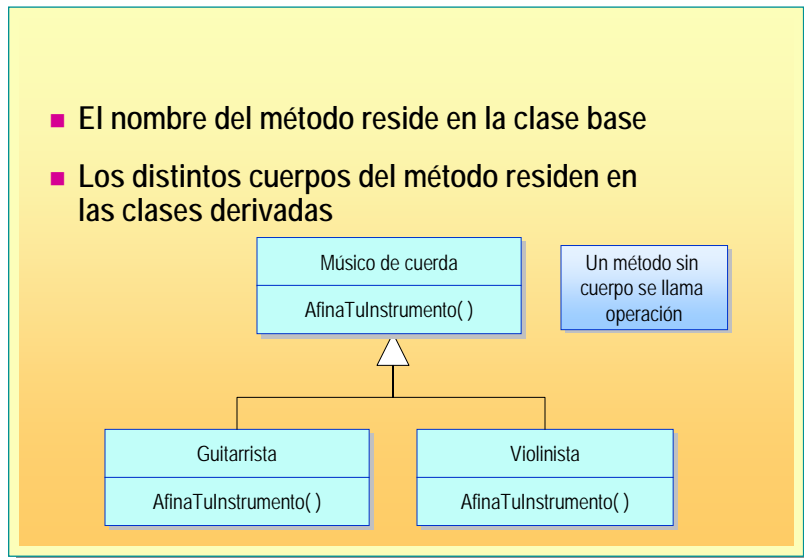 El nombre del método reside en la clase base
Los distintos cuerpos del método residen en
las clases derivadas
Músico de cuerda
AfinaTuInstrumento( )
Un método sin
cuerpo se llama
operación
Guitarrista
AfinaTuInstrumento( )
Violinista
AfinaTuInstrumento( )